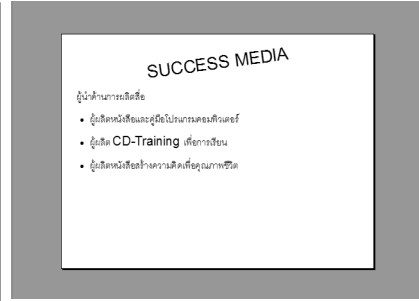 SUCCESS MEDIA
ผู้นำด้านการผลิตสื่อ
• ผู้ผลิตหนังสือและคู่มือโปรแกรมคอมพิวเตอร์
• ผู้ผลิต CD-Training เพื่อการเรียน
• ผู้ผลิตหนังสือสร้างความคิดเพื่อคุณภาพชีวิต